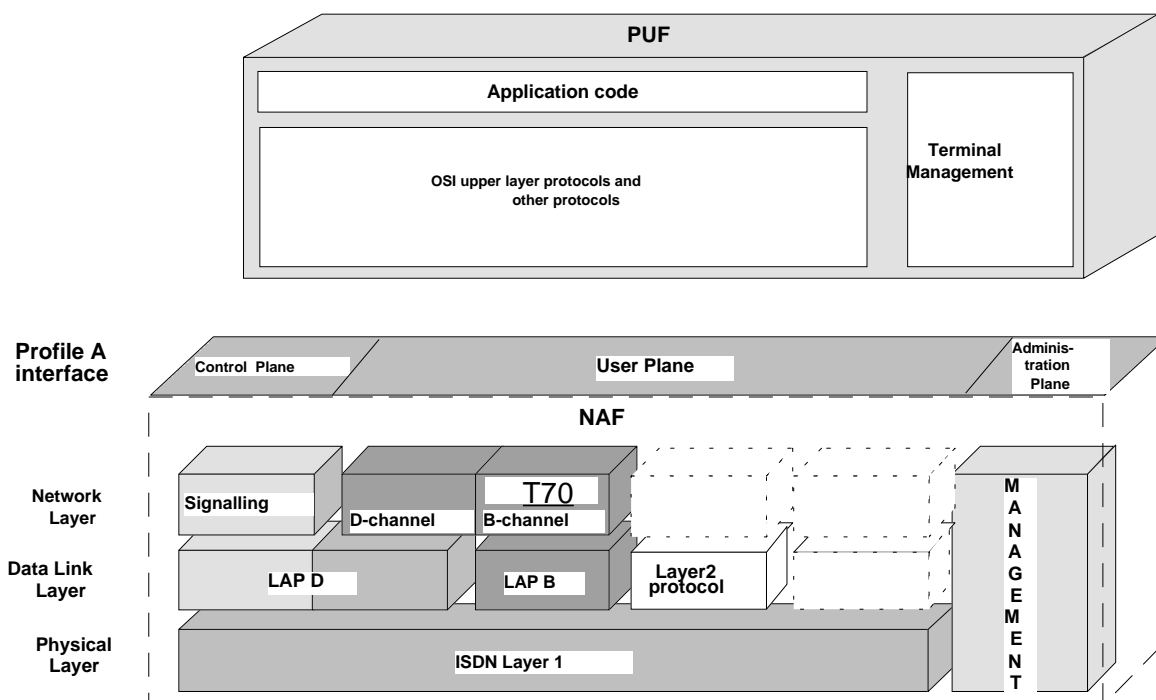 PUF
Application code
OSI upper layer protocols and
other protocols
Terminal
Management
Profile A
interface
Control Plane
User Plane
Adminis-
tration
Plane
NAF
Network
Layer
Signalling
D-channel
T70
B-channel
Data Link
Layer
LAP D
LAP B
Layer2
protocol
Physical
Layer
ISDN Layer 1
MANAGEMENT